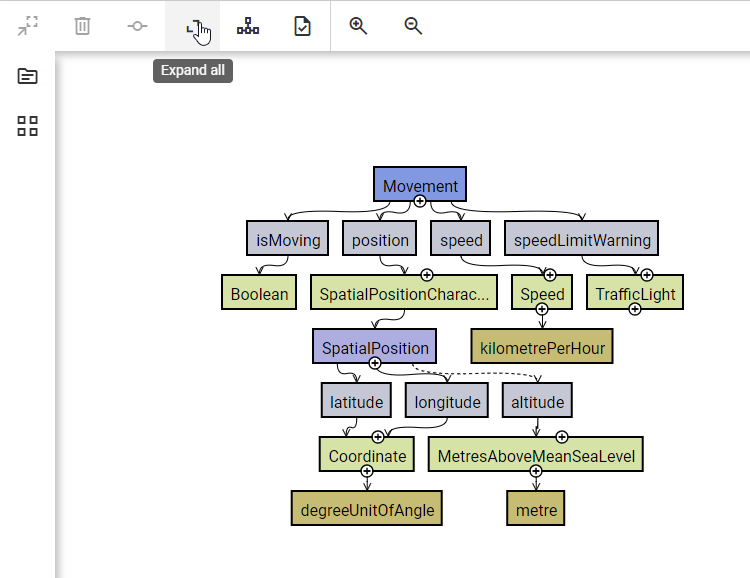 Expand all
Movement
isMoving position speed speedLimitWarning
Boolean SpatialPositionCharac... Speed TrafficLight
SpatialPosition kilometrePerHour
latitude longitude altitude
Coordinate MetresAboveMeanSeaLevel
degreeUnitOfAngle metre